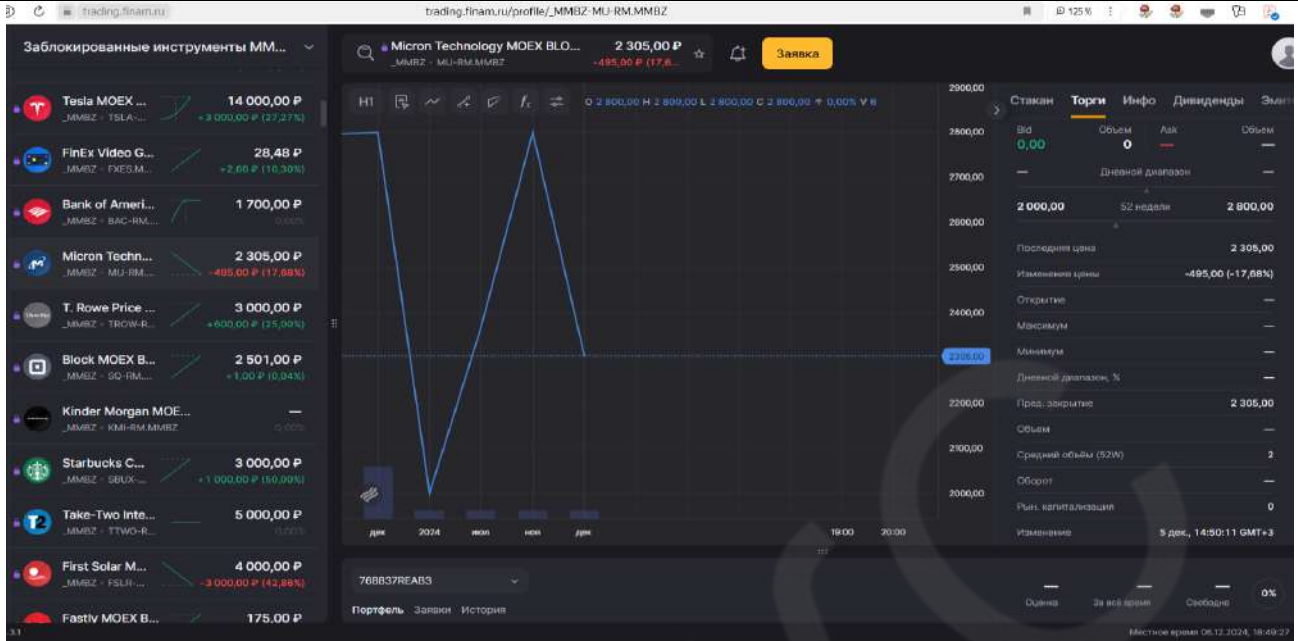 trading.finam.ru
trading.finam.ru/profile/_MMBZ-MU-RM.MMBZ
125 %
Заблокированные инструменты ММ...
Tesla MOEX ...
14 000,00 ₽
_MMBZ - TSLA-...
+3 000,00 ₽ (27,27%)
FinEx Video G...
28,48 ₽
_MMBZ - FXES.M...
(10,30%)
Bank of Ameri...
1 700,00 ₽
_MMBZ - BAC-RM....
0,00%
Micron Techn...
2 305,00 ₽
_MMBZ - MU-RM....
-495,00 ₽ (17,68%)
T. Rowe Price ...
3 000,00 ₽
_MMBZ - TROW-R...
+600,00 ₽ (25,00%)
Block MOEX B...
2 501,00 ₽
_MMBZ - SQ-RM....
+1,00 ₽ (0,04%)
Kinder Morgan MOE...
—
_MMBZ - KMI-RM.MMBZ
0,00%
Starbucks C...
3 000,00 ₽
_MMBZ - SBUX-...
+1 000,00 ₽ (50,00%)
Take-Two Inte...
5 000,00 ₽
_MMBZ - TTWO-R...
0,00%
First Solar M...
4 000,00 ₽
_MMBZ - FSLR-...
-3 000,00 ₽ (42,86%)
Fastly MOEX B...
175,00 ₽
Micron Technology MOEX BLO...
2 305,00 ₽
_MMBZ - MU-RM.MMBZ
-495,00 ₽ (17,6...
Заявка
H1
O 2 800,00 H 2 800,00 L 2 800,00 C 2 800,00 0,00% V 6
2900,00
2800,00
2700,00
2600,00
2500,00
2400,00
2305,00
2200,00
2100,00
2000,00
дек 2024 июл ноя дек 19:00 20:00
Стакан Торги Инфо Дивиденды Эмит
Bid Объем Ask Объем
0,00 0 — —
— Дневной диапазон —
2 000,00 52 недели 2 800,00
Последняя цена 2 305,00
Изменение цены -495,00 (-17,68%)
Открытие —
Максимум —
Минимум —
Дневной диапазон, % —
Пред. закрытие 2 305,00
Объем —
Средний объём (52W) 2
Оборот —
Рын. капитализация 0
Изменение 5 дек., 14:50:11 GMT+3
768837REAB3
Портфель Заявки История
— — — 0%
Оценка За всё время Свободно
3.1
Местное время 06.12.2024, 18:49:27